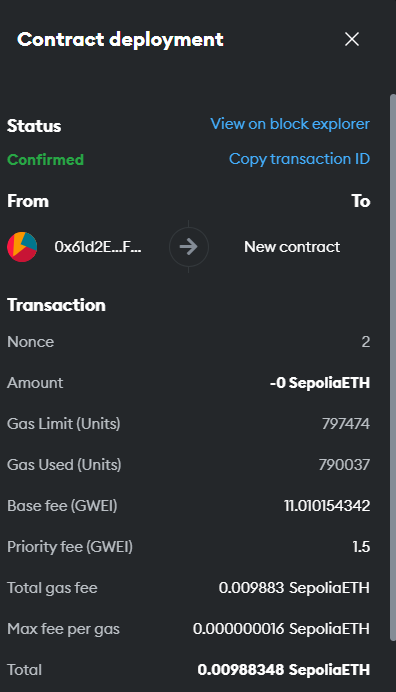 Contract deployment
Status View on block explorer
Confirmed Copy transaction ID
From To
0x61d2E...F... New contract
Transaction
Nonce 2
Amount -0 SepoliaETH
Gas Limit (Units) 797474
Gas Used (Units) 790037
Base fee (GWEI) 11.010154342
Priority fee (GWEI) 1.5
Total gas fee 0.009883 SepoliaETH
Max fee per gas 0.000000016 SepoliaETH
Total 0.00988348 SepoliaETH